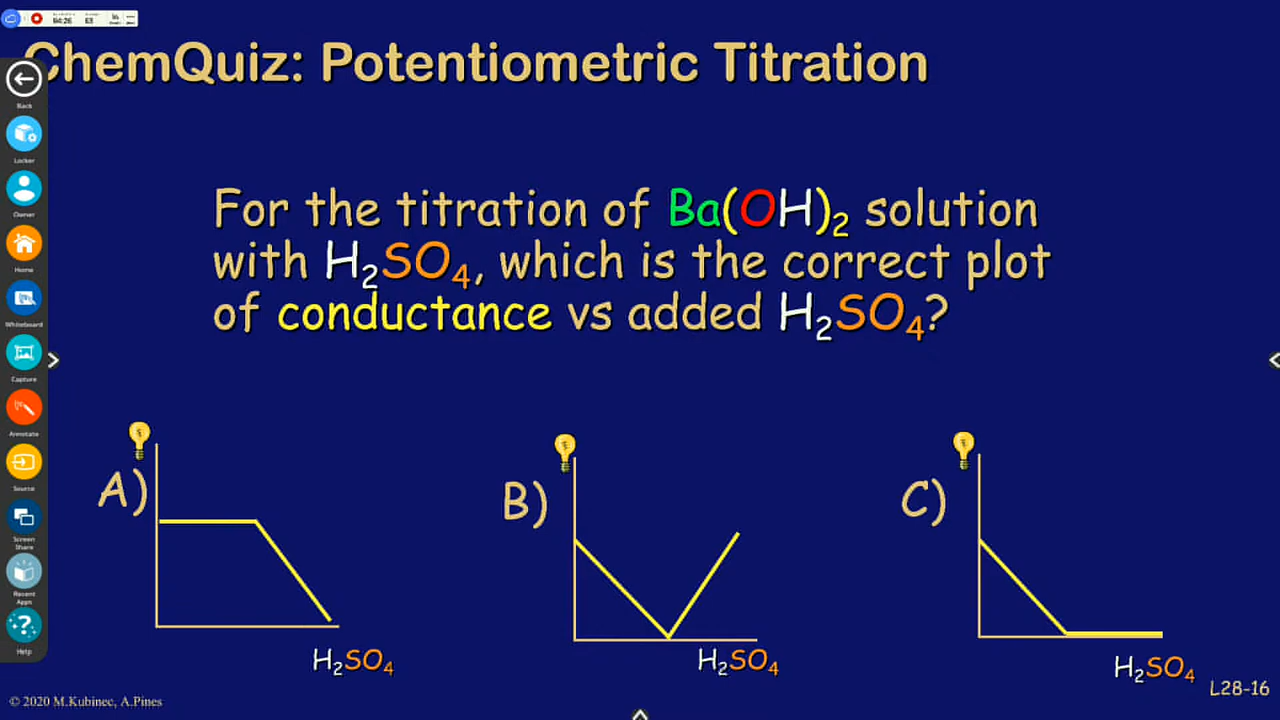 ChemQuiz: Potentiometric Titration
Back
Locker
Owner
Home
Whiteboard
Capture
Annotate
Source
Screen
Share
Recent
Apps
Help
For the titration of Ba(OH)₂ solution
with H₂SO₄, which is the correct plot
of conductance vs added H₂SO₄?
A)
B)
C)
H₂SO₄
H₂SO₄
H₂SO₄
L28-16
© 2020 M.Kubinec, A.Pines